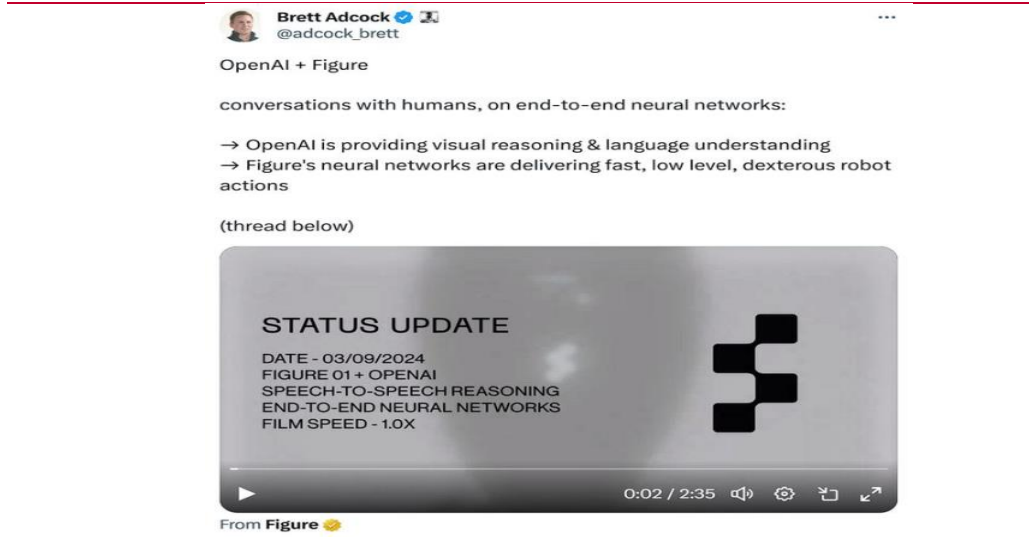 Brett Adcock
@adcock_brett
OpenAI + Figure
conversations with humans, on end-to-end neural networks:
→ OpenAI is providing visual reasoning & language understanding
→ Figure's neural networks are delivering fast, low level, dexterous robot
actions
(thread below)
STATUS UPDATE
DATE - 03/09/2024
FIGURE 01 + OPENAI
SPEECH-TO-SPEECH REASONING
END-TO-END NEURAL NETWORKS
FILM SPEED - 1.0X
0:02 / 2:35
From Figure